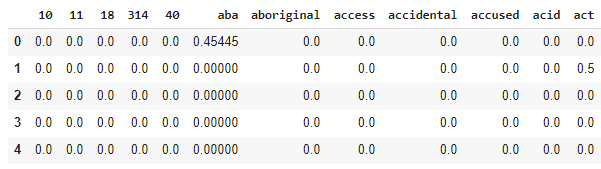 10 11 18 314 40 aba aboriginal access accidental accused acid act
0 0.0 0.0 0.0 0.0 0.0 0.45445 0.0 0.0 0.0 0.0 0.0 0.0
1 0.0 0.0 0.0 0.0 0.0 0.00000 0.0 0.0 0.0 0.0 0.0 0.5
2 0.0 0.0 0.0 0.0 0.0 0.00000 0.0 0.0 0.0 0.0 0.0 0.0
3 0.0 0.0 0.0 0.0 0.0 0.00000 0.0 0.0 0.0 0.0 0.0 0.0
4 0.0 0.0 0.0 0.0 0.0 0.00000 0.0 0.0 0.0 0.0 0.0 0.0